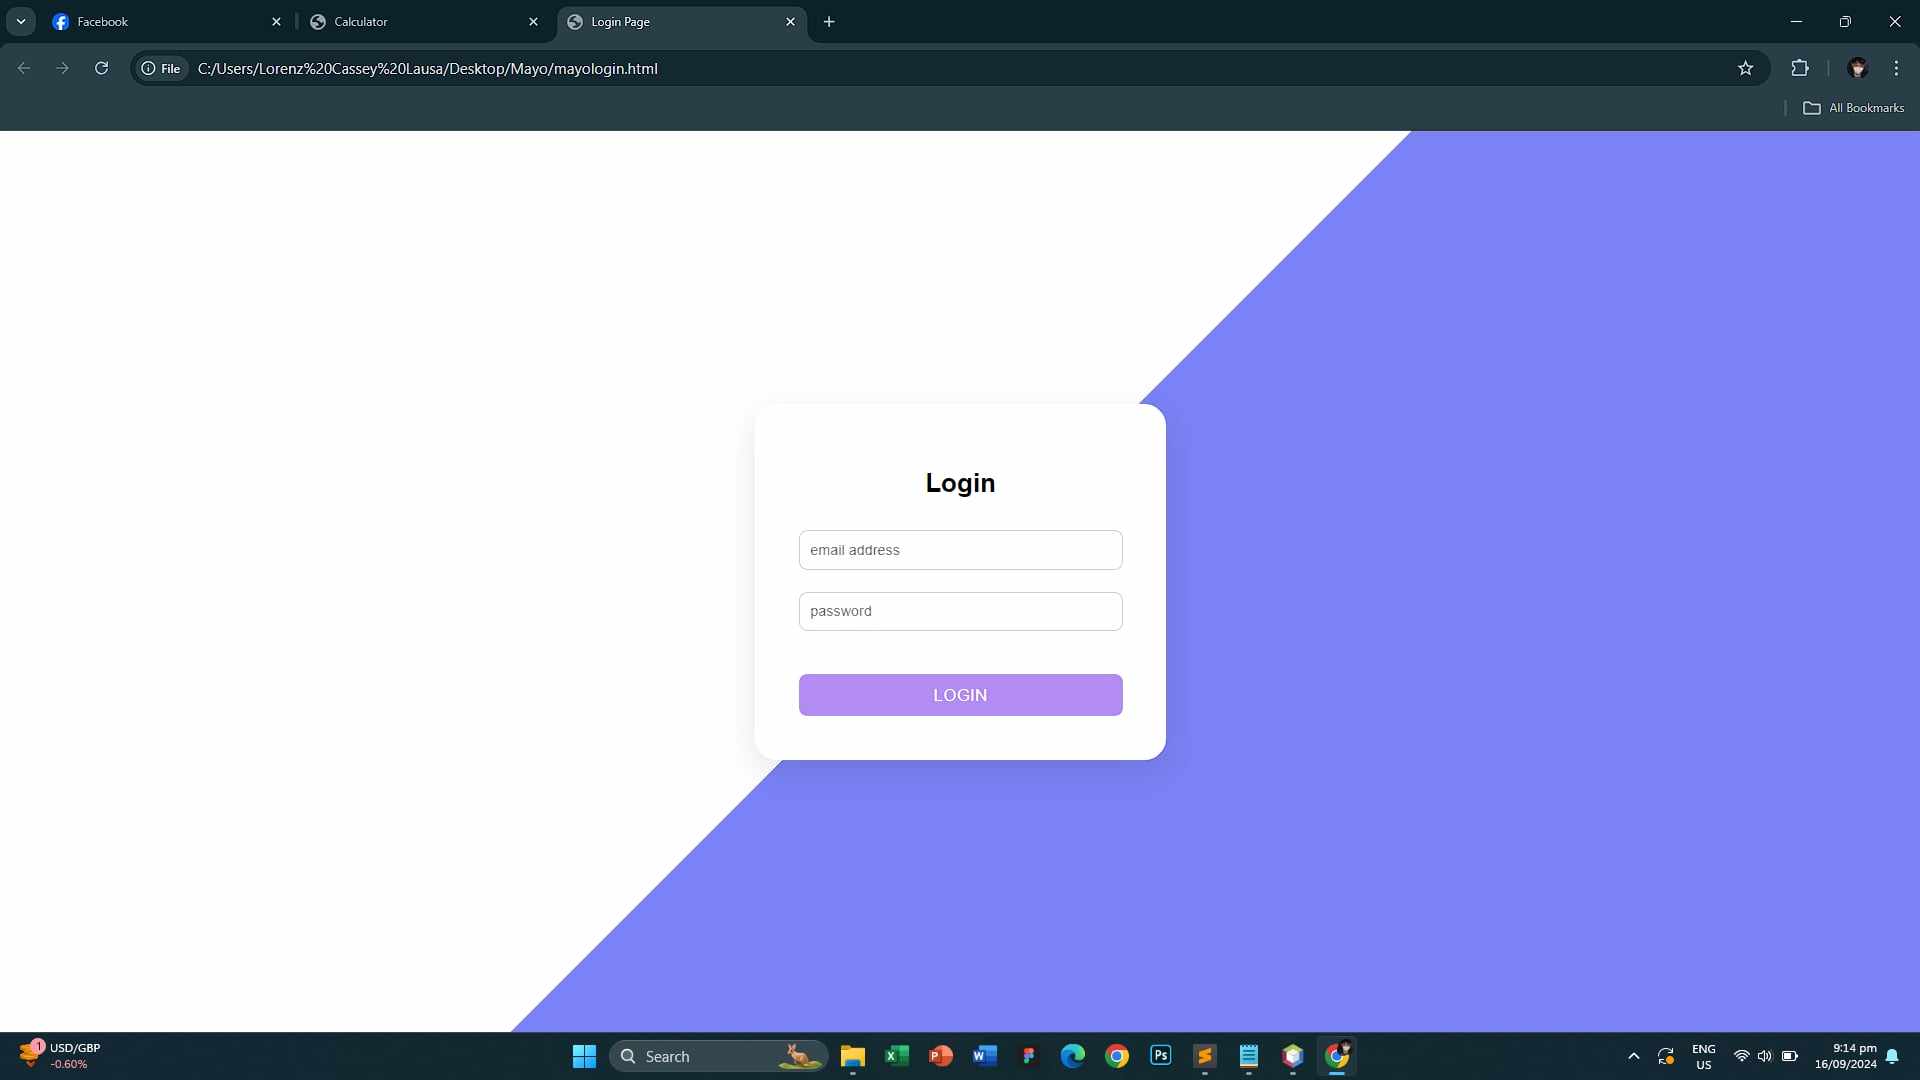 Facebook
Calculator
Login Page
File
C:/Users/Lorenz%20Cassey%20Lausa/Desktop/Mayo/mayologin.html
All Bookmarks
Login
email address
password
LOGIN
1
USD/GBP
-0.60%
Search
X
P
W
Ps
ENG
US
9:14 pm
16/09/2024